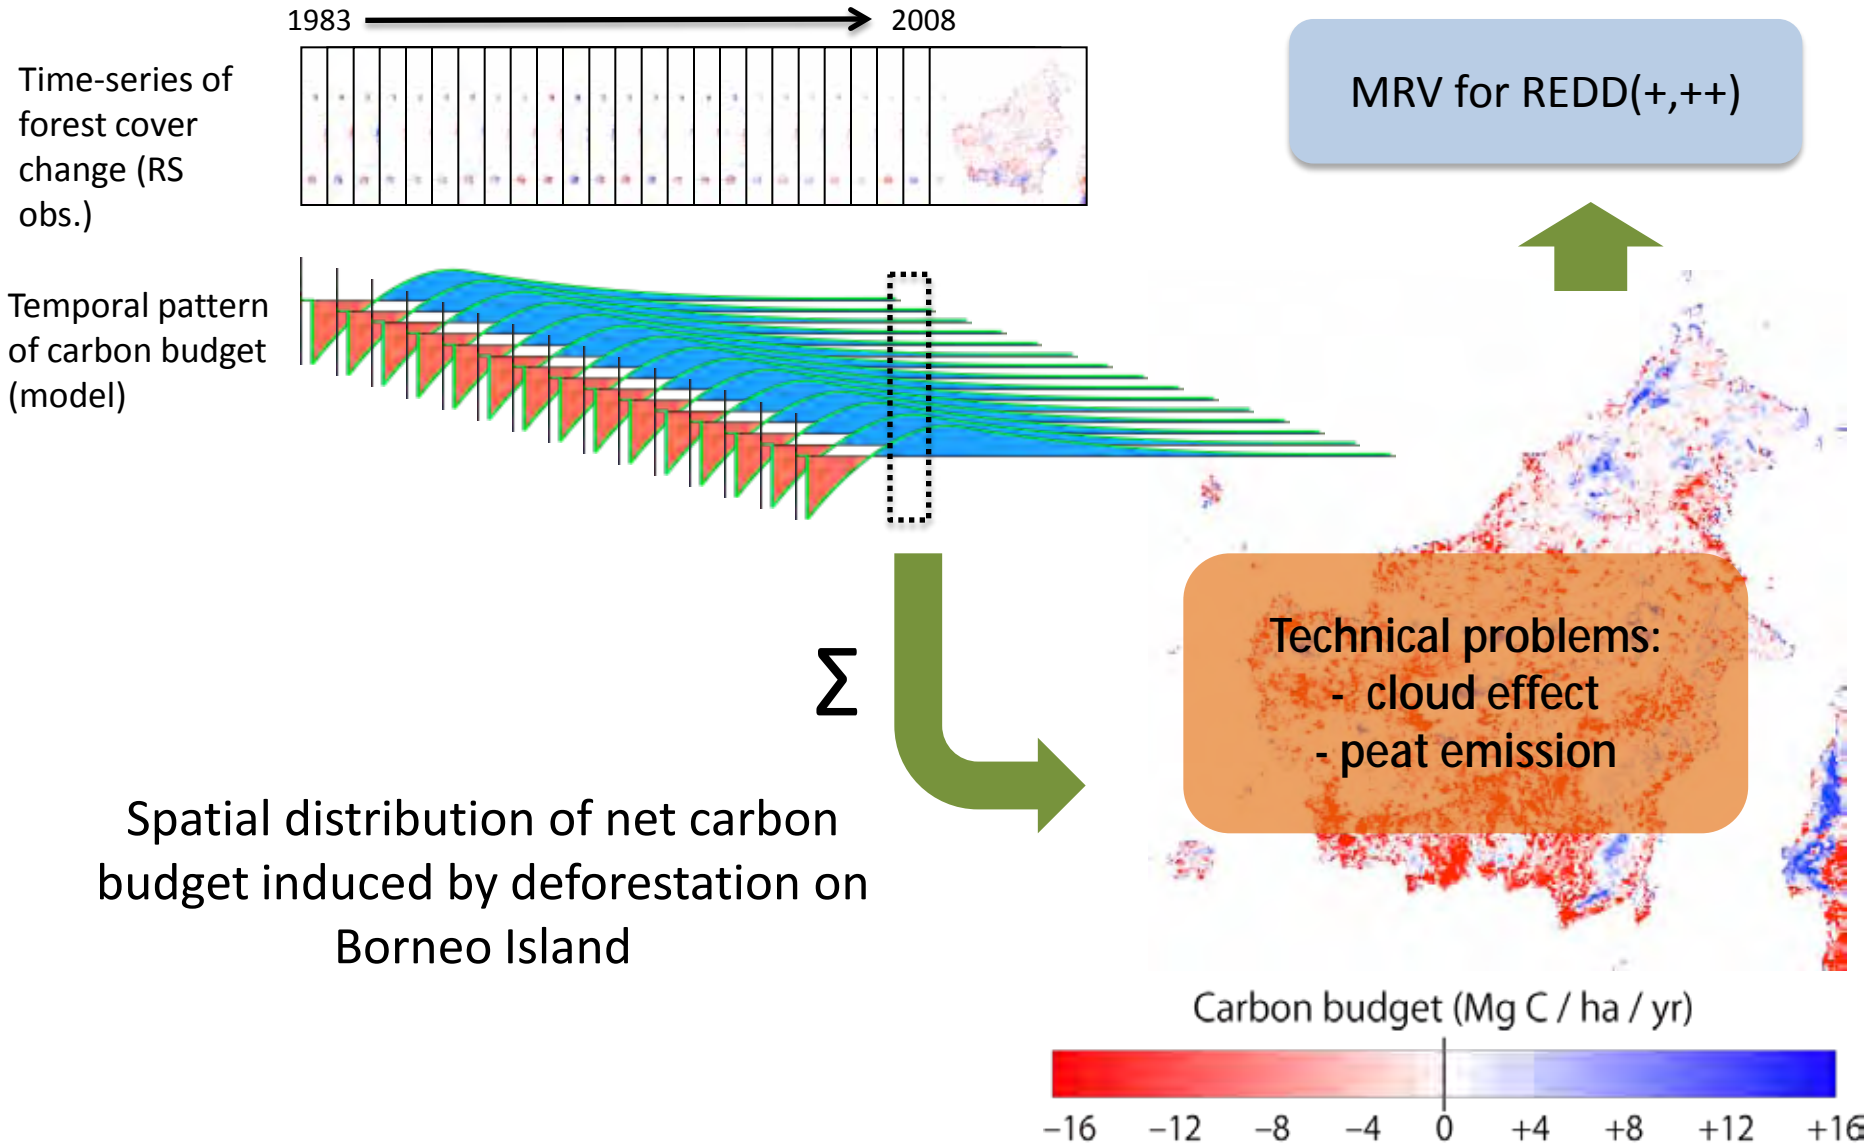 1983
2008
Time-series of
forest cover
change (RS
obs.)
MRV for REDD(+,++)
Temporal pattern
of carbon budget
(model)
Σ
Technical problems:
- cloud effect
- peat emission
Spatial distribution of net carbon
budget induced by deforestation on
Borneo Island
Carbon budget (Mg C / ha / yr)
−16 −12 −8 −4 0 +4 +8 +12 +16